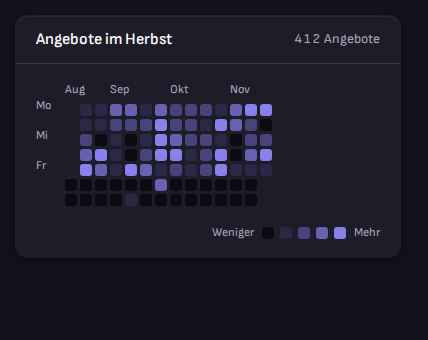 Angebote im Herbst
412 Angebote
Aug Sep Okt Nov
Mo
Mi
Fr
Weniger Mehr